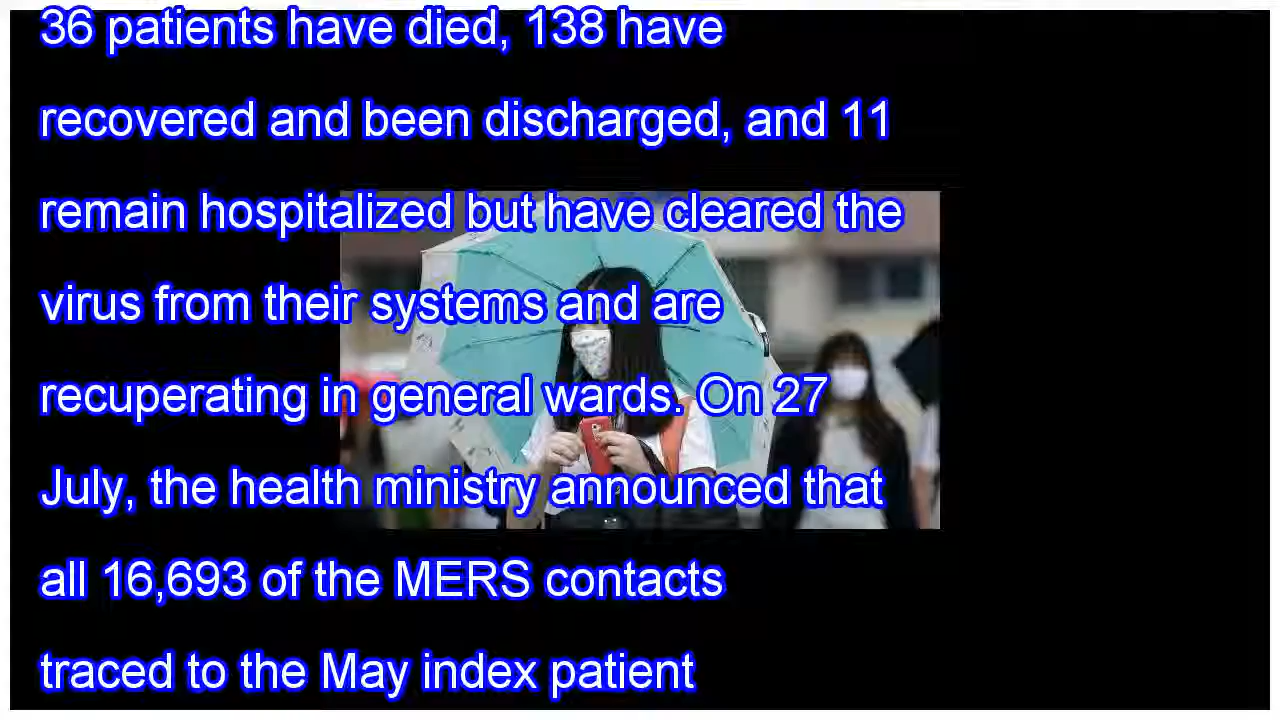 36 patients have died, 138 have
recovered and been discharged, and 11
remain hospitalized but have cleared the
virus from their systems and are
recuperating in general wards. On 27
July, the health ministry announced that
all 16,693 of the MERS contacts
traced to the May index patient